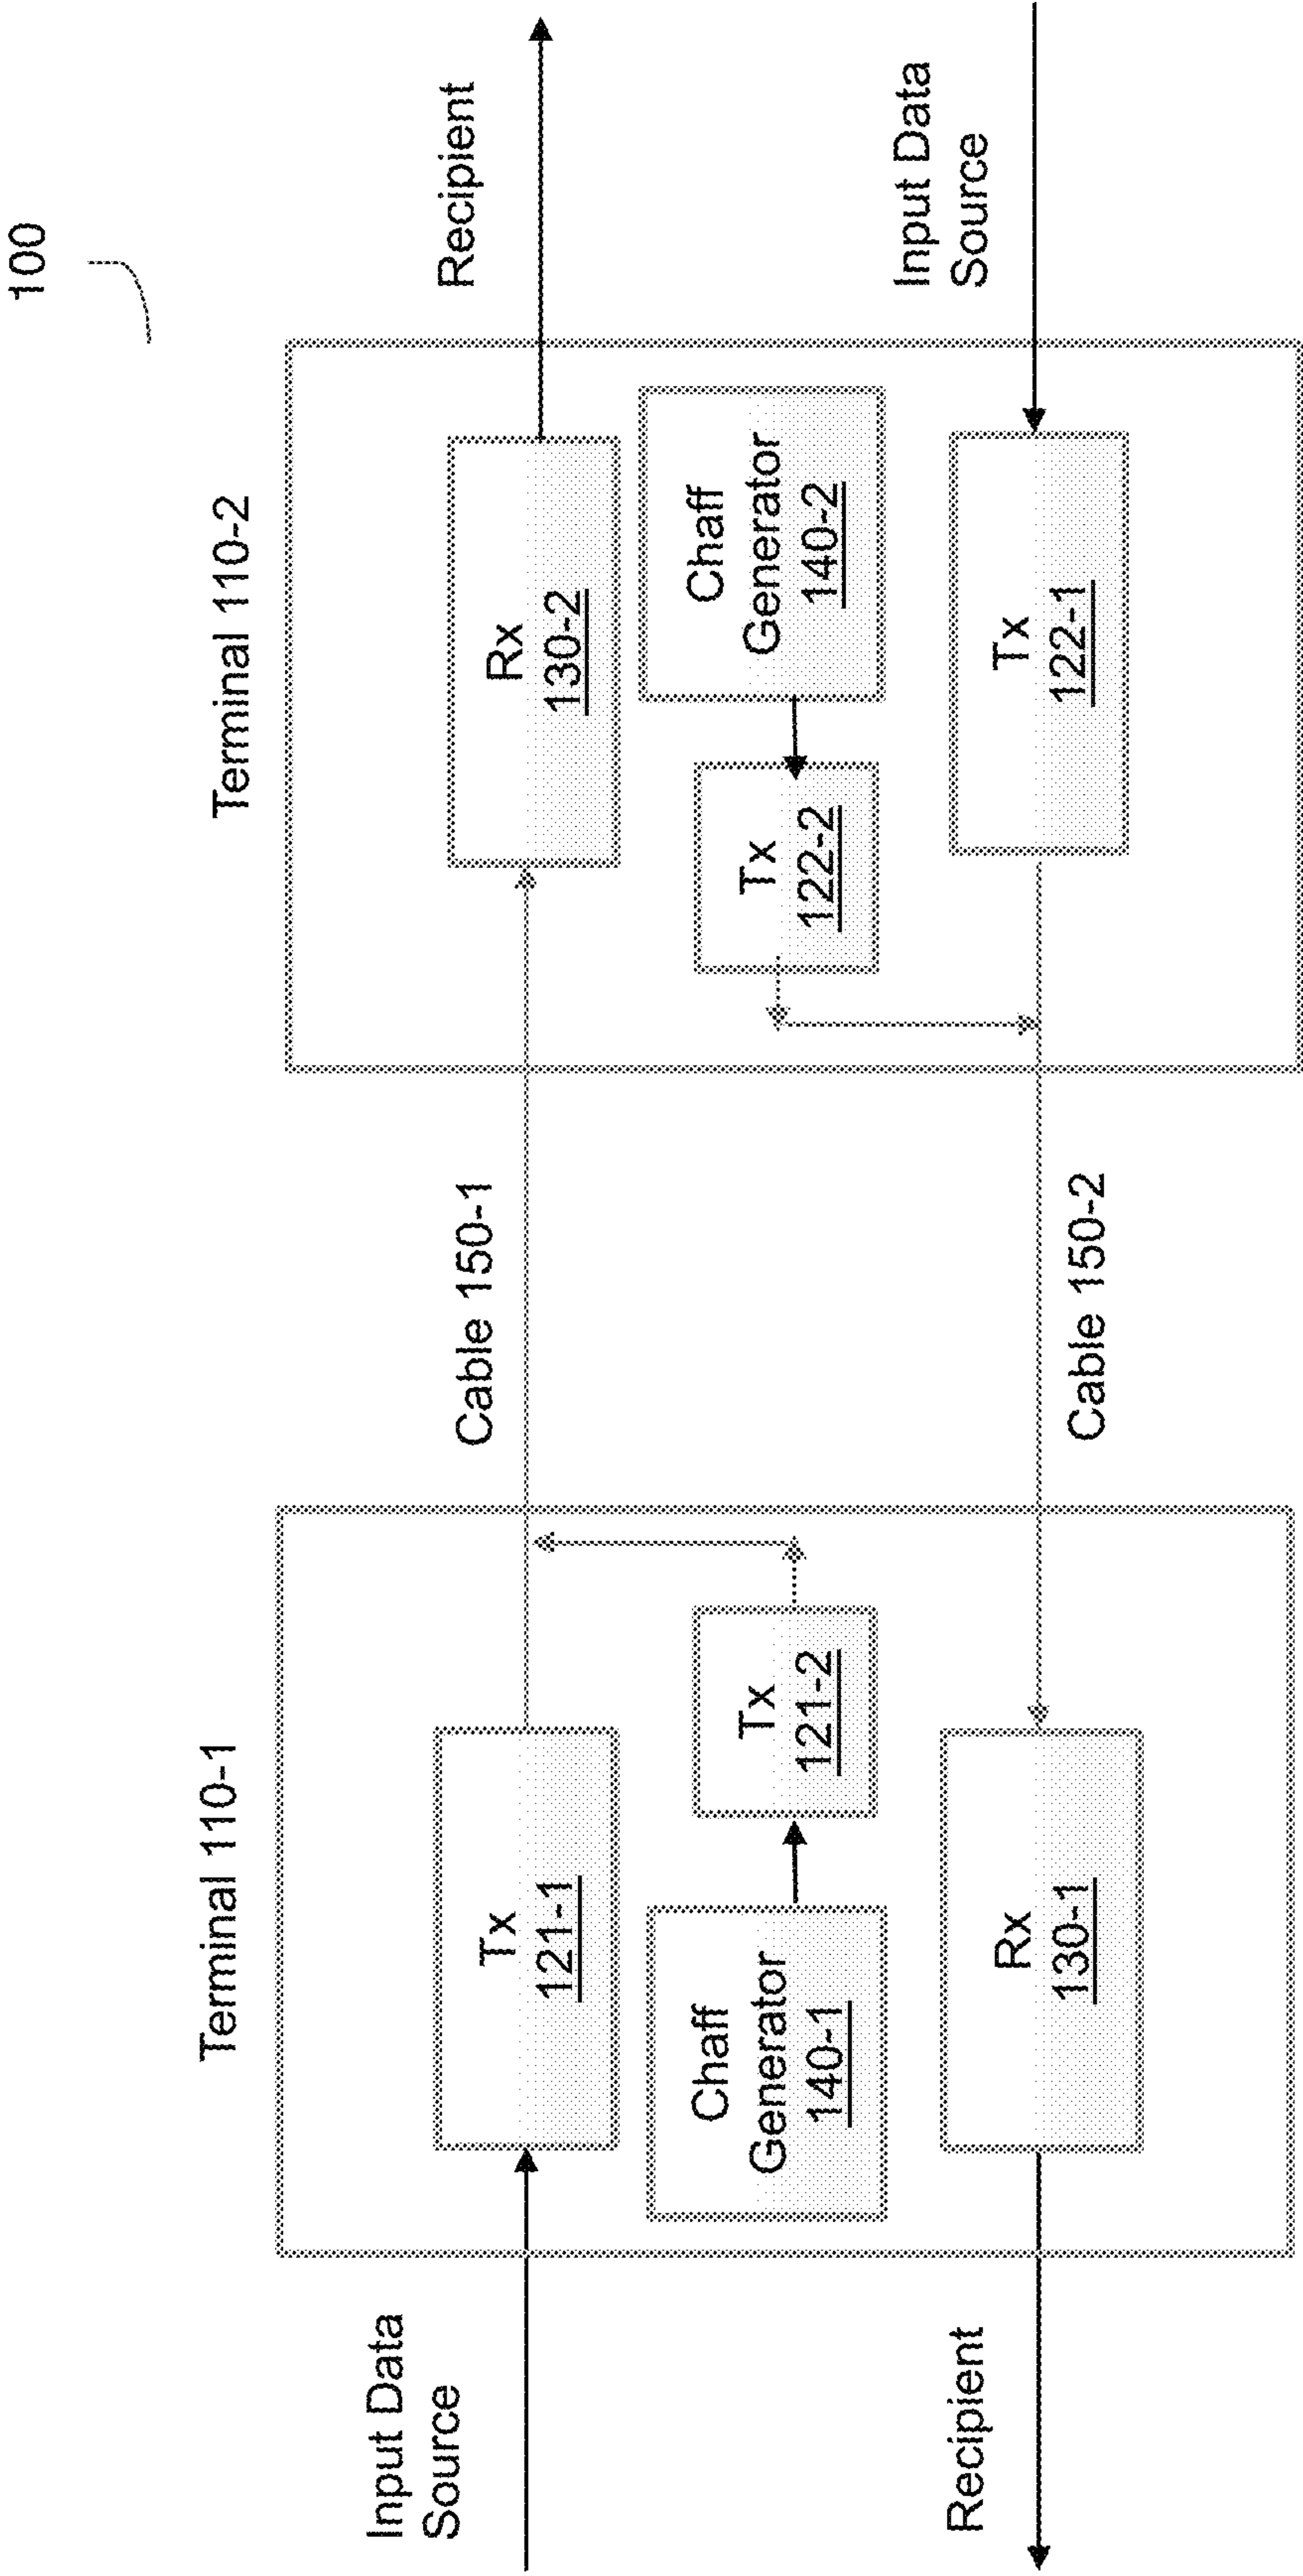 100
Terminal 110-1
Terminal 110-2
Input Data
Source
Tx
121-1
Cable 150-1
Rx
130-2
Recipient
Chaff
Generator
140-1
Tx
121-2
Tx
122-2
Chaff
Generator
140-2
Recipient
Rx
130-1
Cable 150-2
Tx
122-1
Input Data
Source